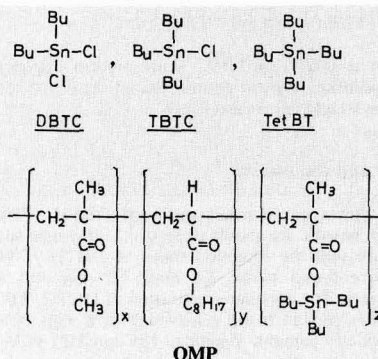 Bu Bu Bu
Bu-Sn-Cl , Bu-Sn-Cl , Bu-Sn-Bu
Cl Bu Bu
DBTC TBTC Tet BT
CH3 H CH3
CH2-C CH2-C CH2-C
C=O C=O C=O
O O O
CH3 x C8H17 y Bu-Sn-Bu z
Bu
OMP